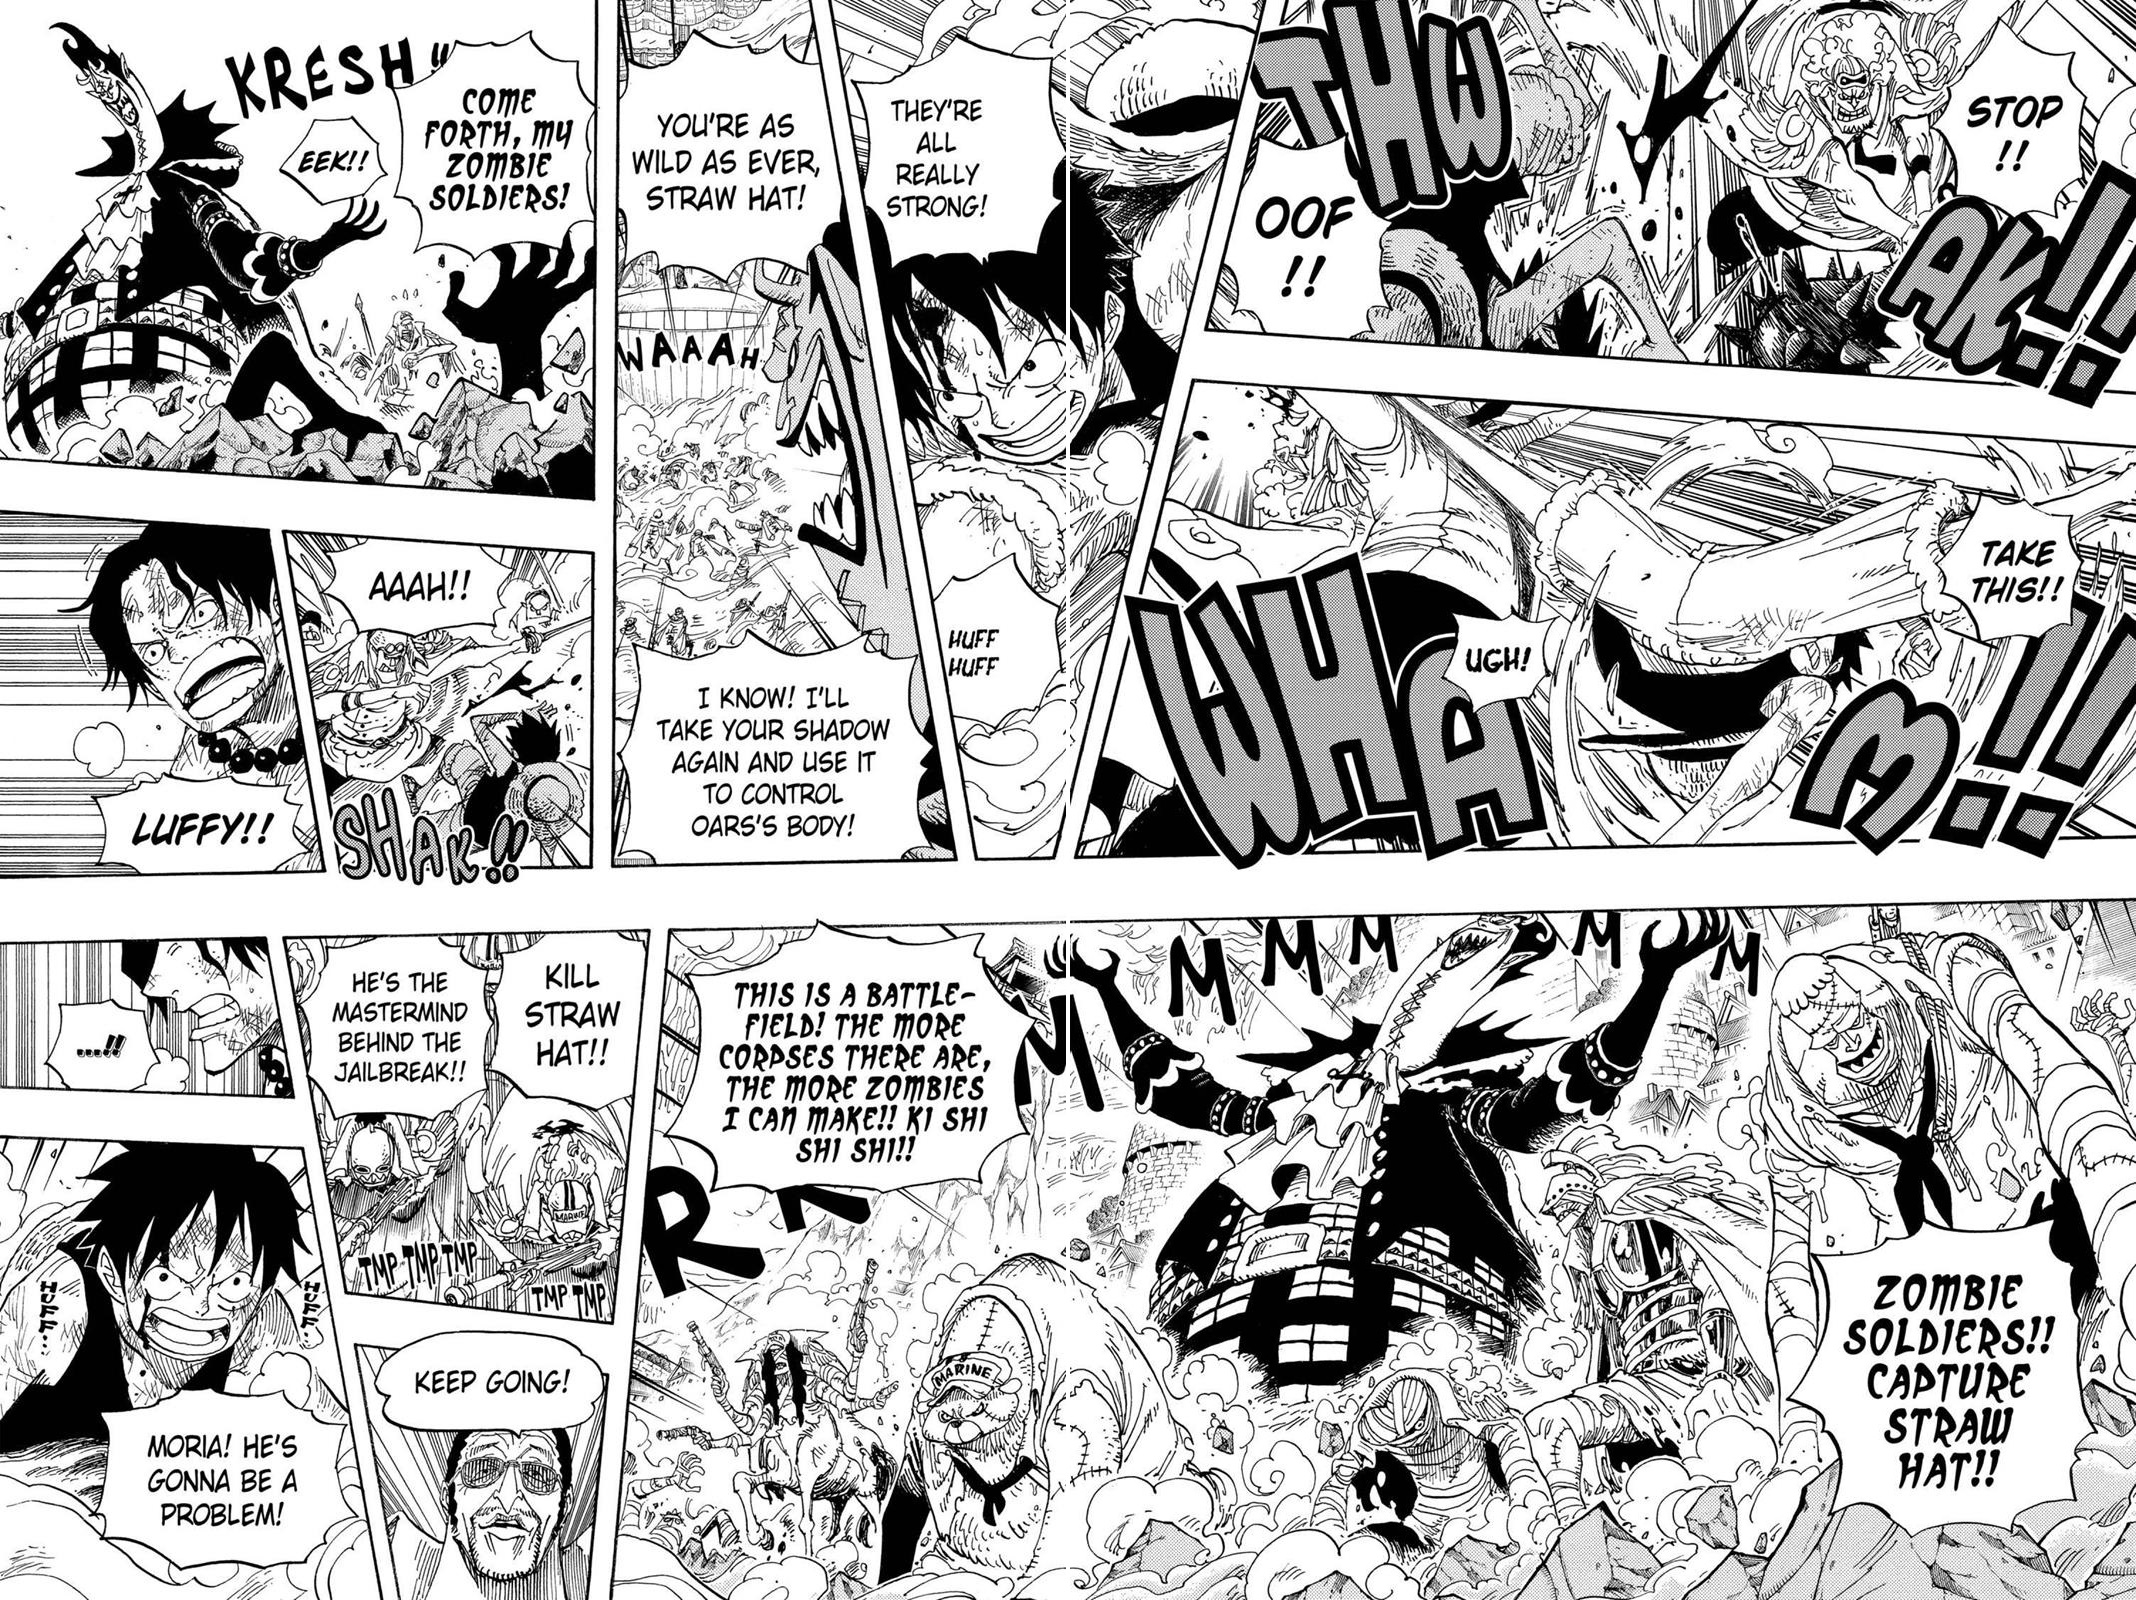 STOP
!!
THWAK!!
OOF
!!
TAKE
THIS!!
UGH!
WHAM!!
THEY'RE
ALL
REALLY
STRONG!
HUFF
HUFF
YOU'RE AS
WILD AS EVER,
STRAW HAT!
WAAAH
I KNOW! I'LL
TAKE YOUR SHADOW
AGAIN AND USE IT
TO CONTROL
OARS'S BODY!
KRESH!!
COME
FORTH, MY
ZOMBIE
SOLDIERS!
EEK!!
AAAH!!
SHAK!!
LUFFY!!
ZOMBIE
SOLDIERS!!
CAPTURE
STRAW
HAT!!
RRMMMMMMM
MARINE
THIS IS A BATTLE-
FIELD! THE MORE
CORPSES THERE ARE,
THE MORE ZOMBIES
I CAN MAKE!! KI SHI
SHI SHI!!
KILL
STRAW
HAT!!
HE'S THE
MASTERMIND
BEHIND THE
JAILBREAK!!
MARINE
TMP TMP TMP
TMP TMP
...!!
KEEP GOING!
HUFF...
HUFF...
MORIA! HE'S
GONNA BE A
PROBLEM!